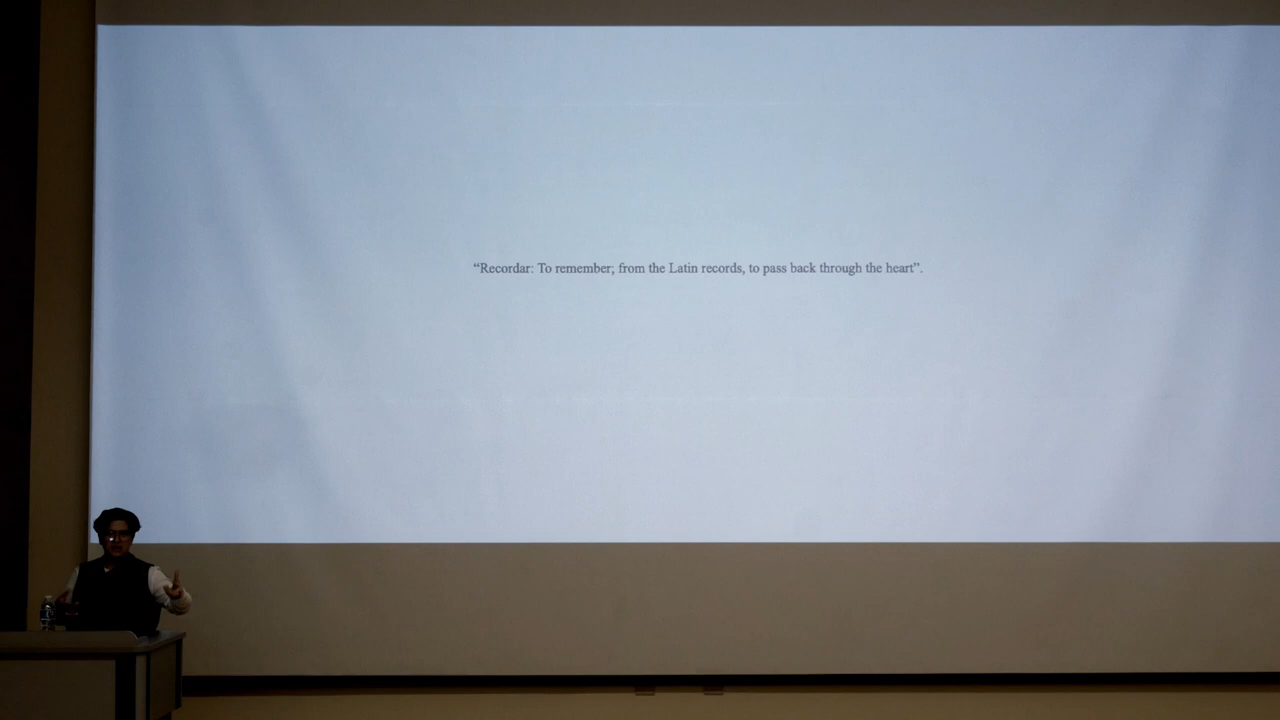 “Recordar: To remember; from the Latin records, to pass back through the heart”.